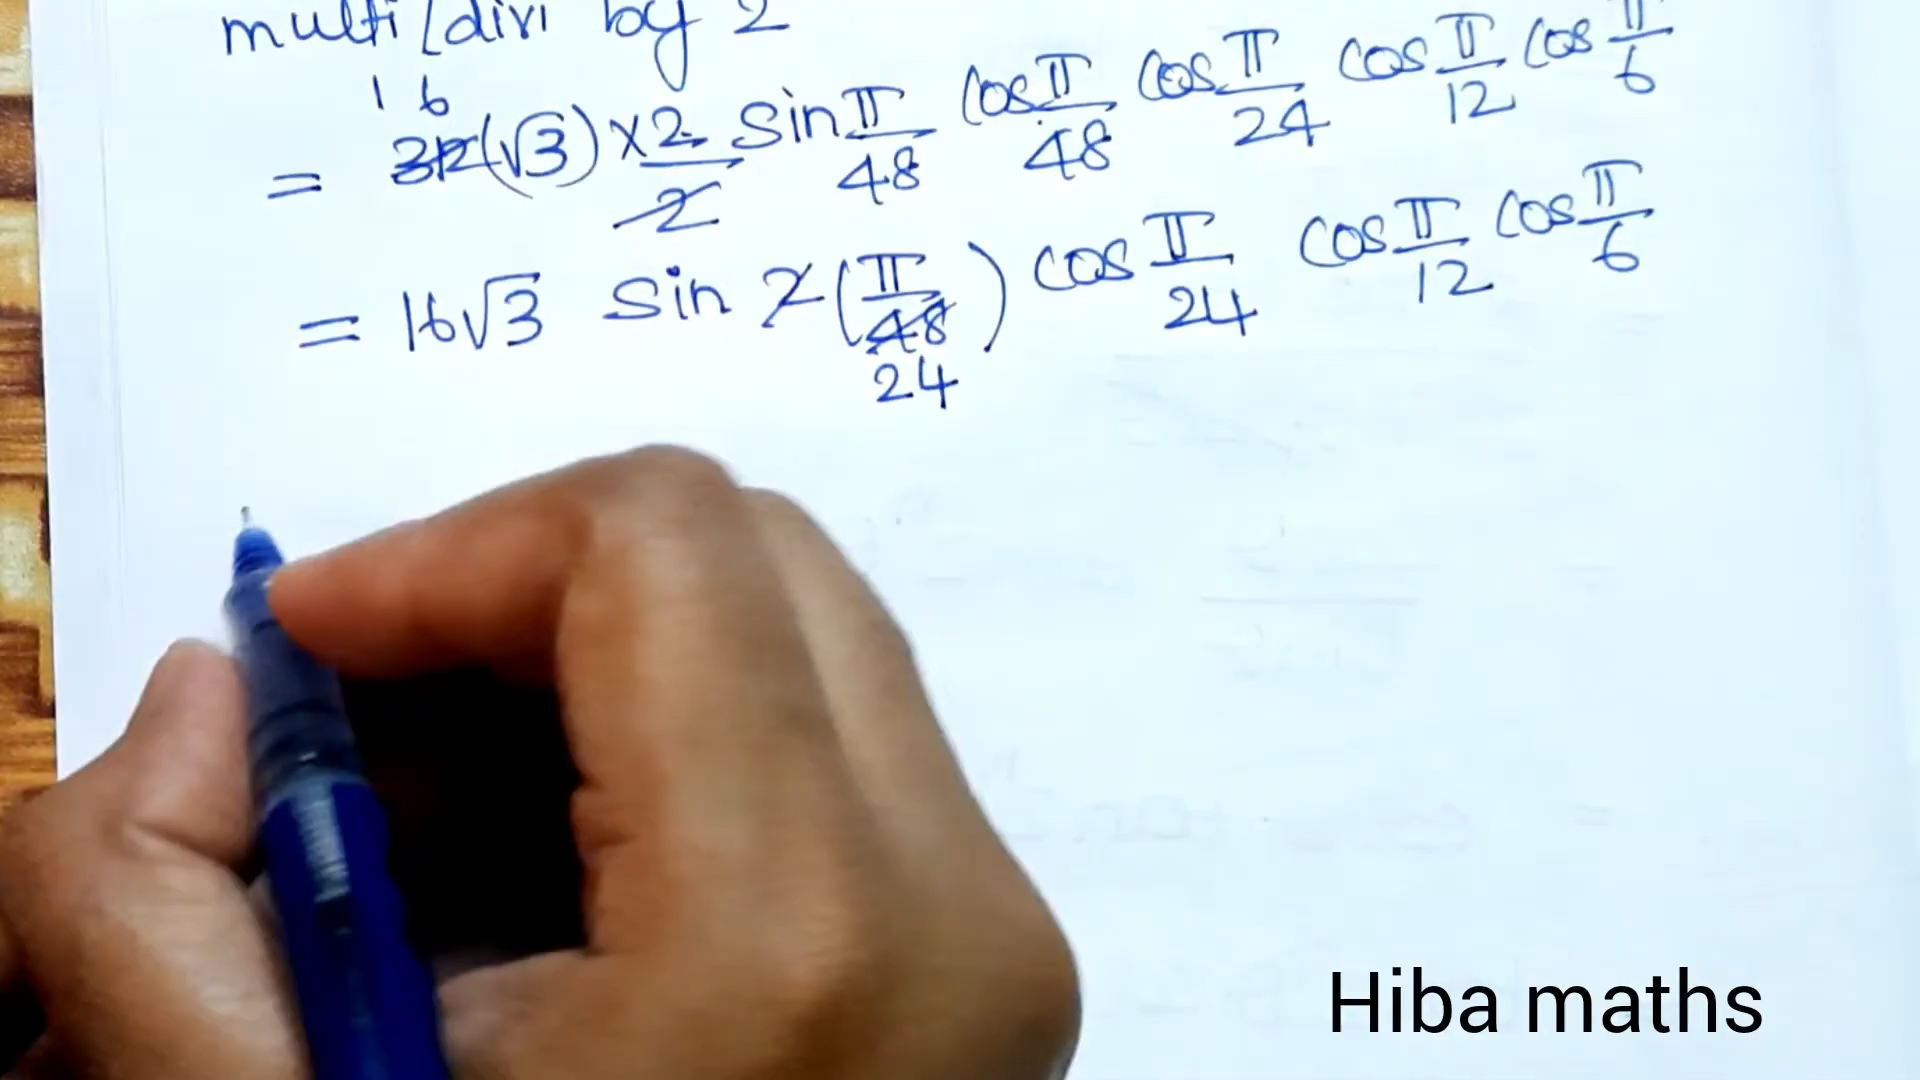 multi/divi by 2
16
= 32(√3) × 2/2 sin π/48 cos π/48 cos π/24 cos π/12 cos π/6
= 16√3 sin 2(π/48) cos π/24 cos π/12 cos π/6
24
Hiba maths